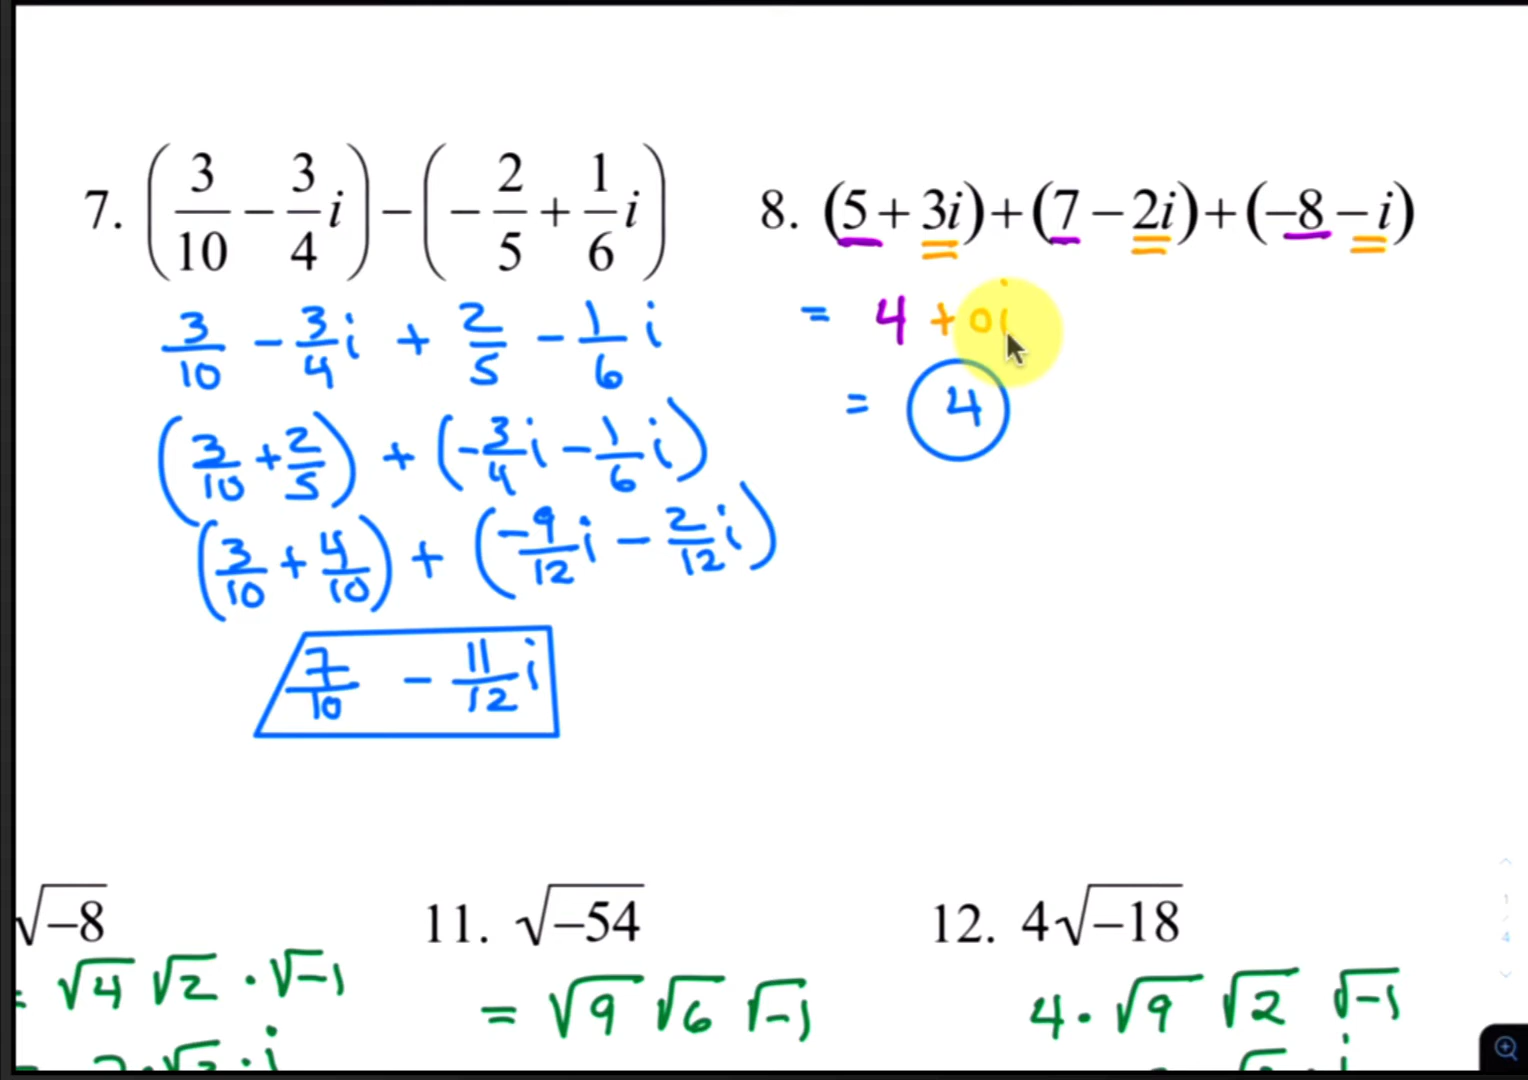 7. (3/10 − 3/4 i) − (−2/5 + 1/6 i)
3/10 − 3/4 i + 2/5 − 1/6 i
(3/10 + 2/5) + (−3/4 i − 1/6 i)
(3/10 + 4/10) + (−9/12 i − 2/12 i)
7/10 − 11/12 i
8. (5 + 3i) + (7 − 2i) + (−8 − i)
= 4 + 0i
= 4
√−8
= √4 √2 · √−1
11. √−54
= √9 √6 √−1
12. 4√−18
4 · √9 √2 √−1
1
/
4